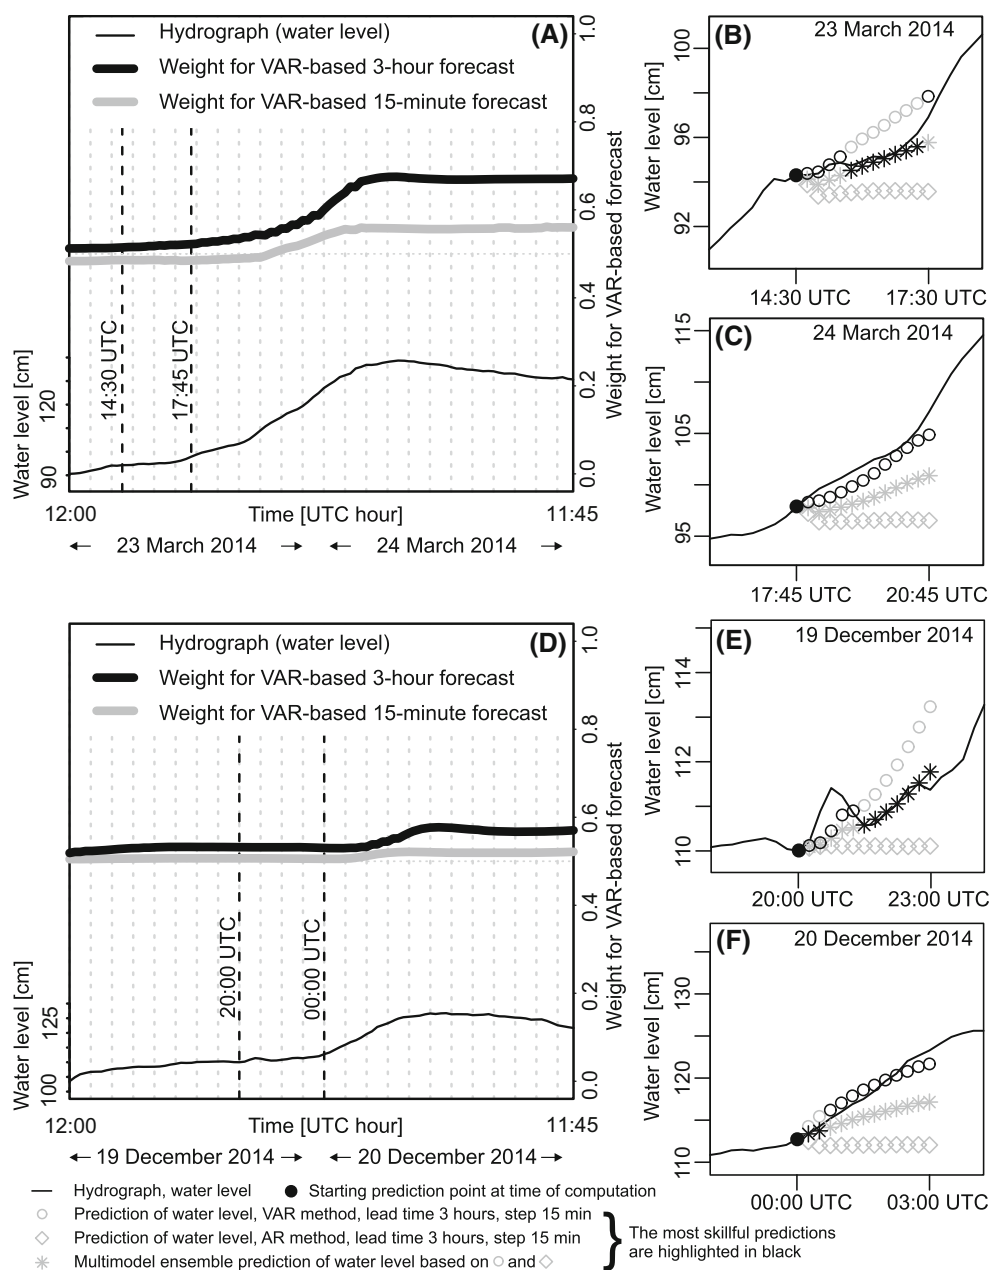 Hydrograph (water level)
(A)
Weight for VAR-based 3-hour forecast
Weight for VAR-based 15-minute forecast
14:30 UTC
17:45 UTC
Water level [cm]
90
120
0.0
0.2
0.4
0.6
0.8
1.0
Weight for VAR-based forecast
12:00
Time [UTC hour]
11:45
23 March 2014
24 March 2014
(B)
23 March 2014
Water level [cm]
92
96
100
14:30 UTC
17:30 UTC
(C)
24 March 2014
Water level [cm]
95
105
115
17:45 UTC
20:45 UTC
Hydrograph (water level)
(D)
Weight for VAR-based 3-hour forecast
Weight for VAR-based 15-minute forecast
20:00 UTC
00:00 UTC
Water level [cm]
100
125
0.0
0.2
0.4
0.6
0.8
1.0
Weight for VAR-based forecast
12:00
Time [UTC hour]
11:45
19 December 2014
20 December 2014
(E)
19 December 2014
Water level [cm]
110
112
114
20:00 UTC
23:00 UTC
(F)
20 December 2014
Water level [cm]
110
120
130
00:00 UTC
03:00 UTC
Hydrograph, water level
Starting prediction point at time of computation
Prediction of water level, VAR method, lead time 3 hours, step 15 min
Prediction of water level, AR method, lead time 3 hours, step 15 min
Multimodel ensemble prediction of water level based on ○ and ◇
The most skillful predictions
are highlighted in black